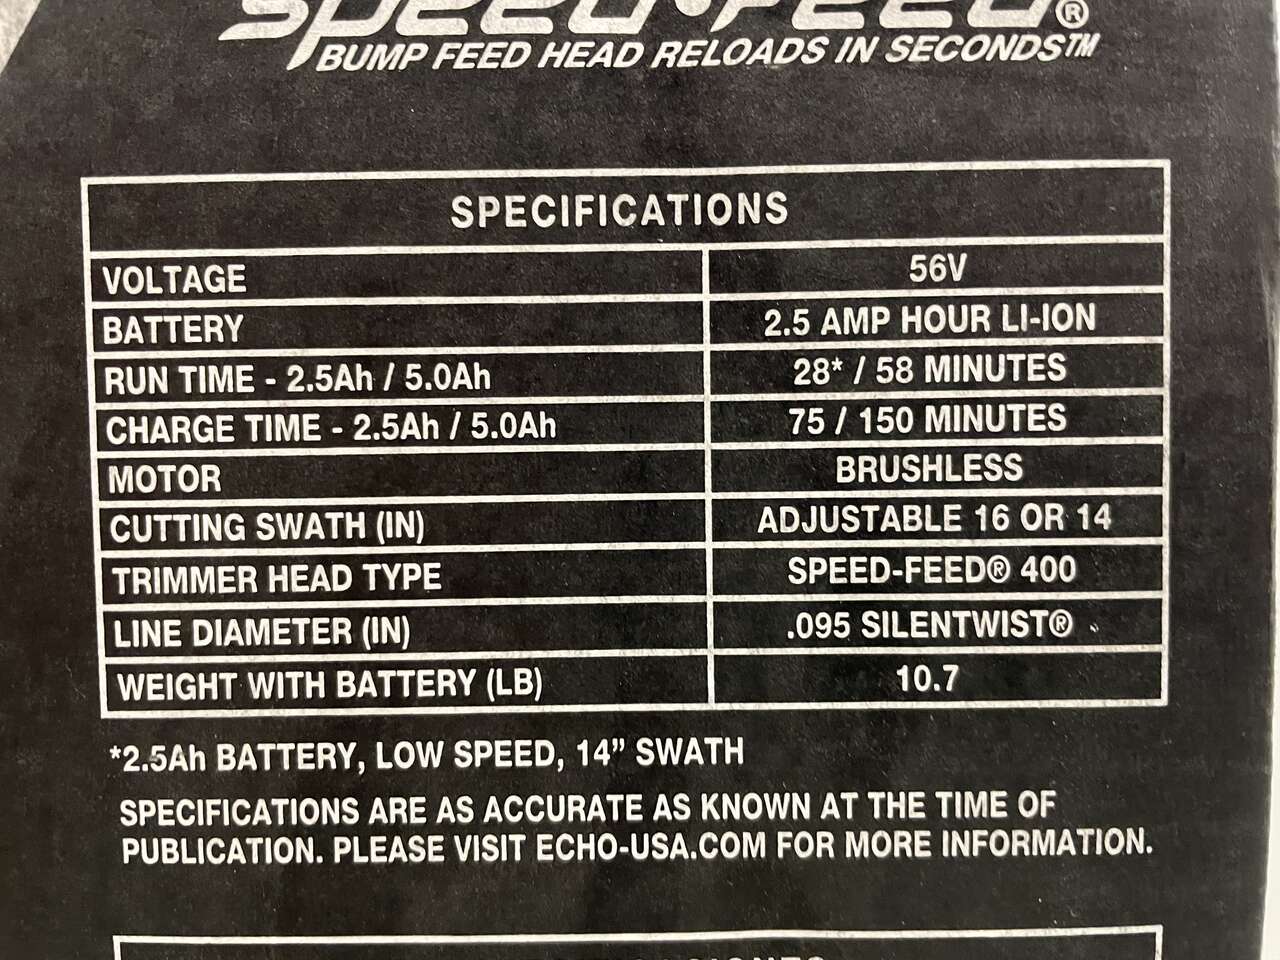 Speed-Feed®
BUMP FEED HEAD RELOADS IN SECONDS™
SPECIFICATIONS
VOLTAGE 56V
BATTERY 2.5 AMP HOUR LI-ION
RUN TIME - 2.5Ah / 5.0Ah 28* / 58 MINUTES
CHARGE TIME - 2.5Ah / 5.0Ah 75 / 150 MINUTES
MOTOR BRUSHLESS
CUTTING SWATH (IN) ADJUSTABLE 16 OR 14
TRIMMER HEAD TYPE SPEED-FEED® 400
LINE DIAMETER (IN) .095 SILENTWIST®
WEIGHT WITH BATTERY (LB) 10.7
*2.5Ah BATTERY, LOW SPEED, 14” SWATH
SPECIFICATIONS ARE AS ACCURATE AS KNOWN AT THE TIME OF
PUBLICATION. PLEASE VISIT ECHO-USA.COM FOR MORE INFORMATION.